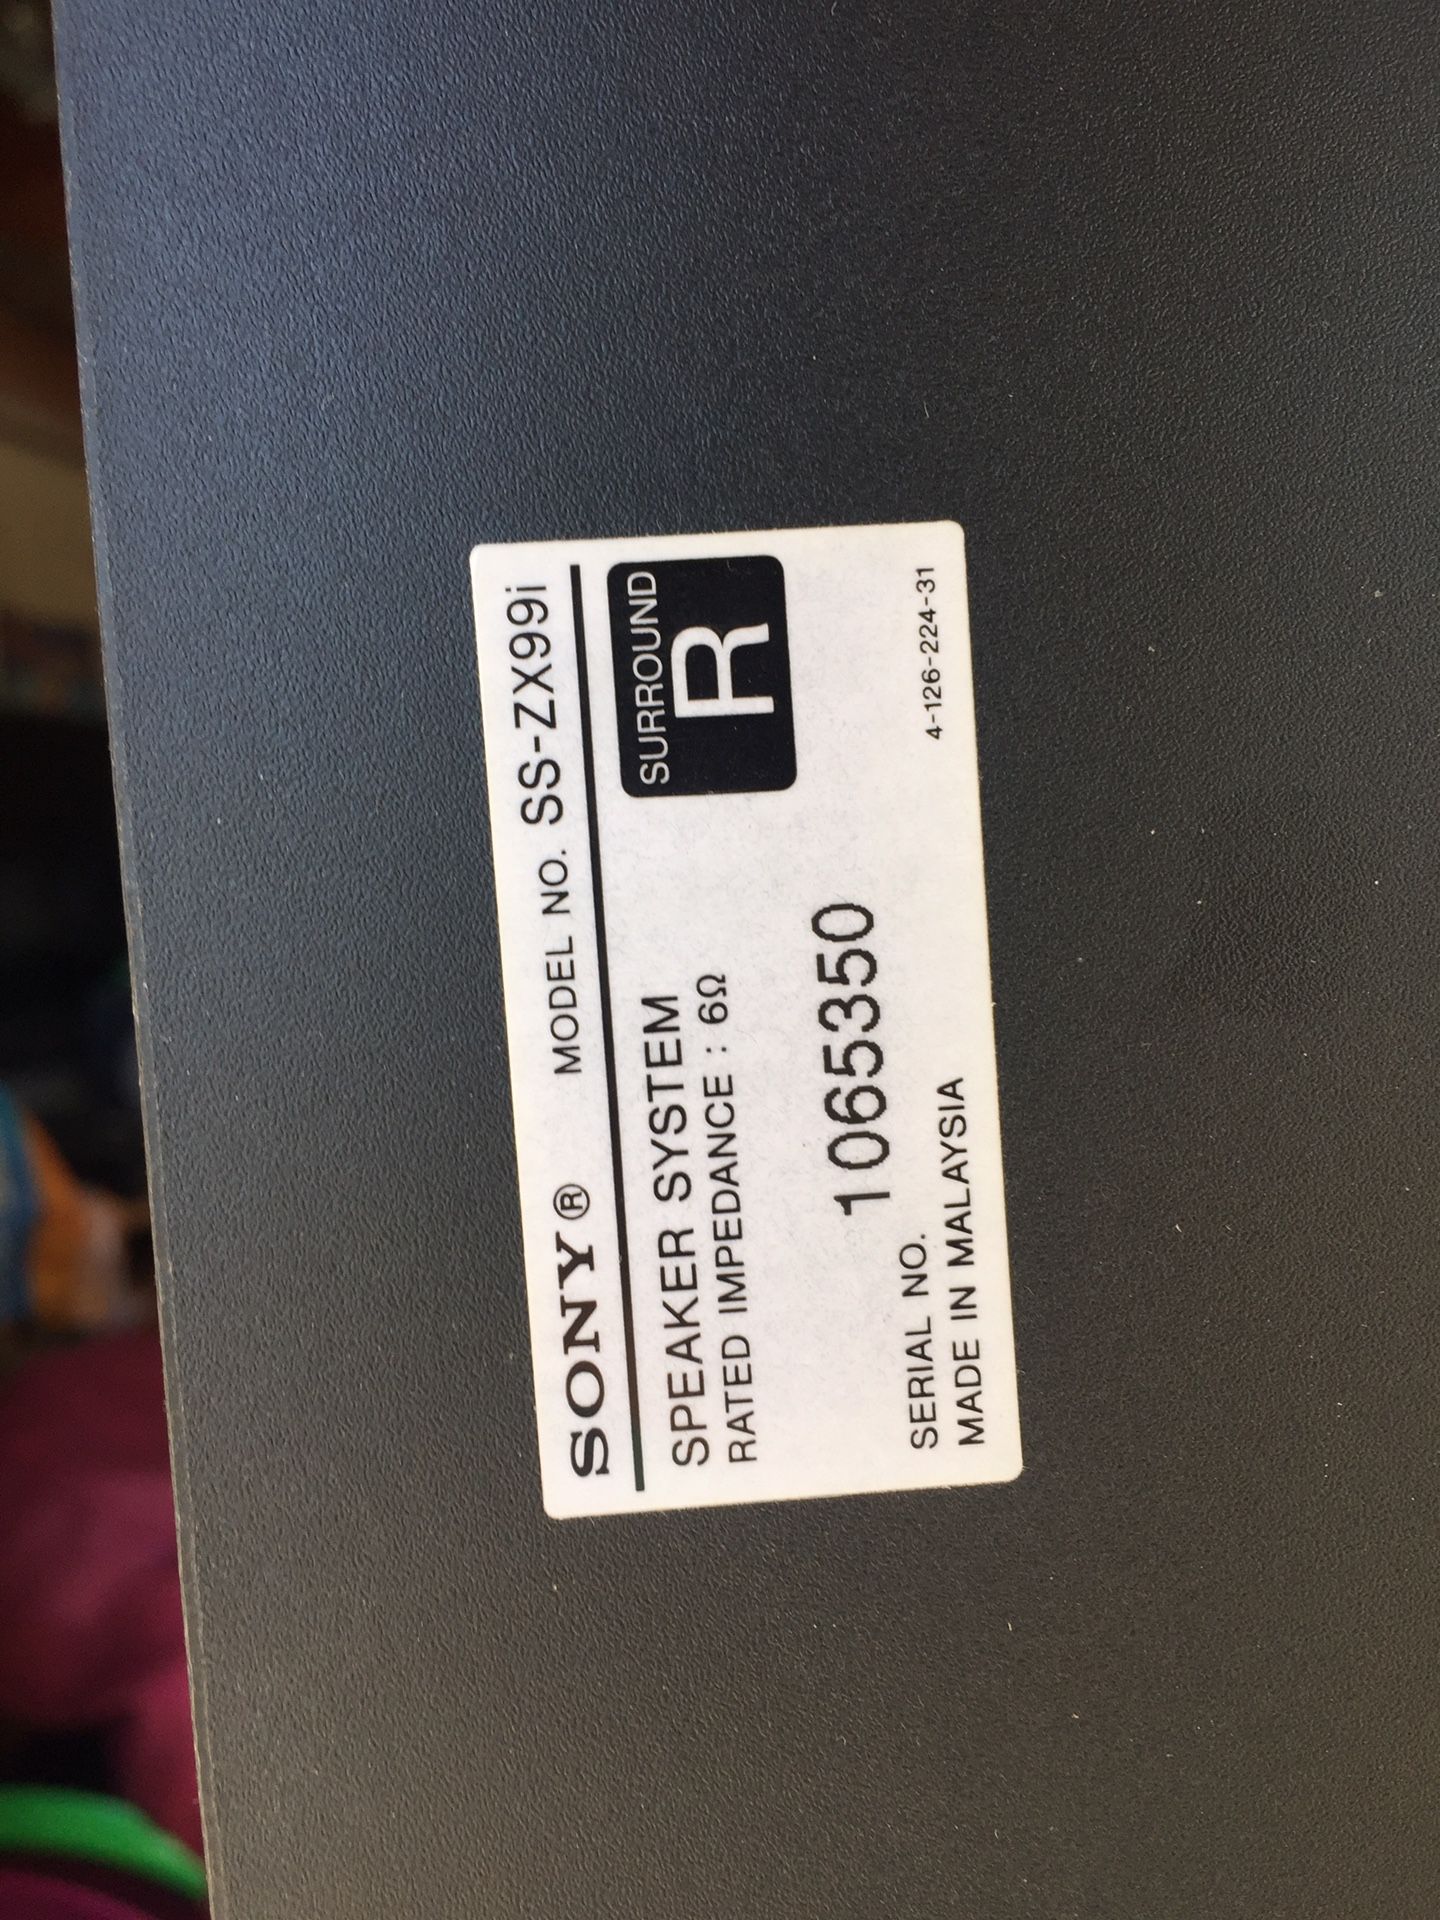 SONY® MODEL NO. SS-ZX99i
SPEAKER SYSTEM
RATED IMPEDANCE : 6Ω
SURROUND
R
1065350
SERIAL NO.
MADE IN MALAYSIA
4-126-224-31